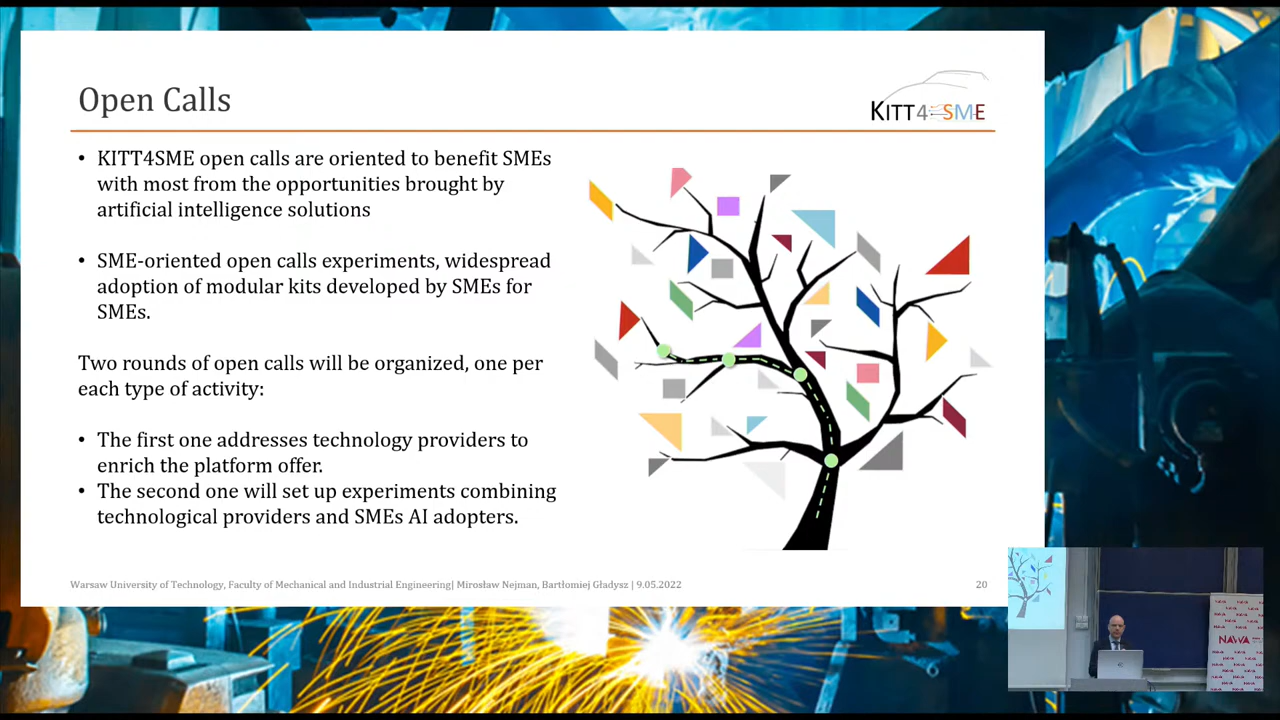 Open Calls
KITT4SME
• KITT4SME open calls are oriented to benefit SMEs
with most from the opportunities brought by
artificial intelligence solutions
• SME-oriented open calls experiments, widespread
adoption of modular kits developed by SMEs for
SMEs.
Two rounds of open calls will be organized, one per
each type of activity:
• The first one addresses technology providers to
enrich the platform offer.
• The second one will set up experiments combining
technological providers and SMEs AI adopters.
Warsaw University of Technology, Faculty of Mechanical and Industrial Engineering| Mirosław Nejman, Bartłomiej Gładysz | 9.05.2022
20
NAWA